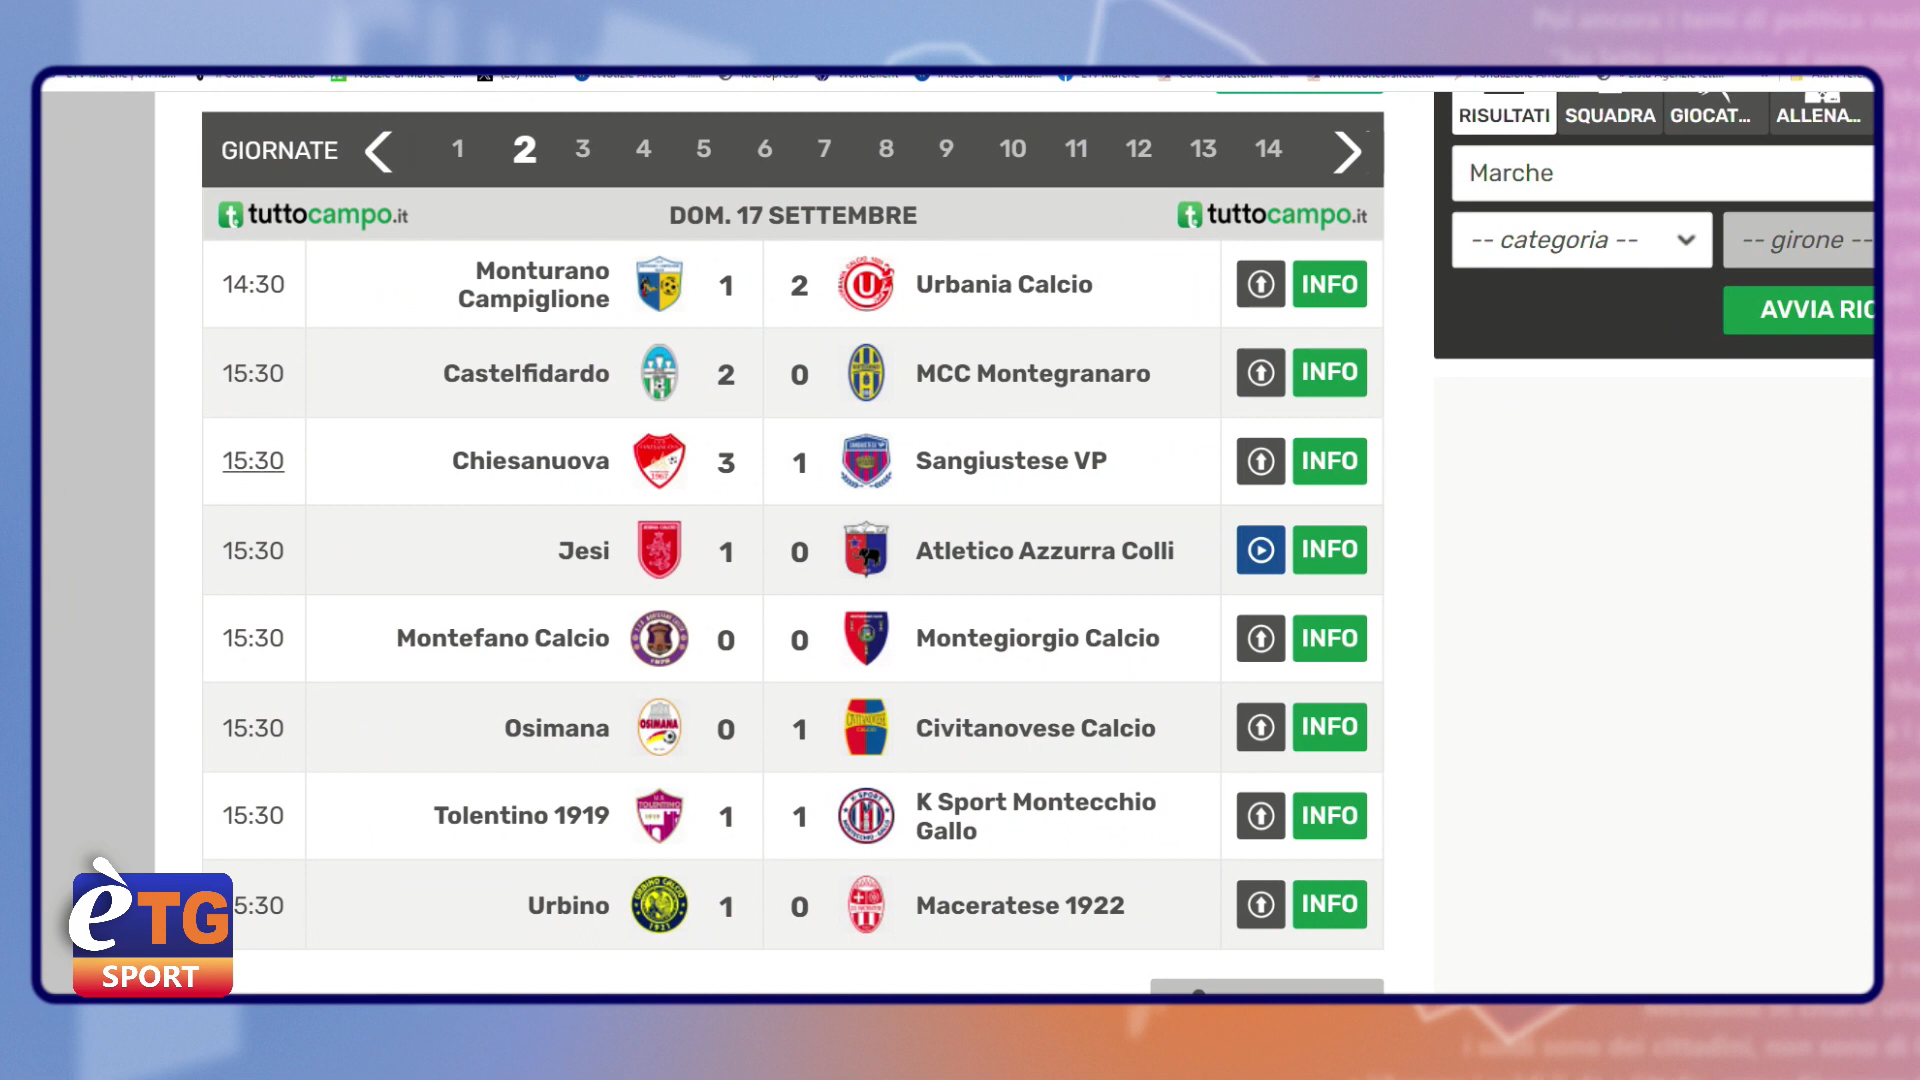 RISULTATI SQUADRA GIOCAT... ALLENA...
GIORNATE 1 2 3 4 5 6 7 8 9 10 11 12 13 14
Marche
tuttocampo.it DOM. 17 SETTEMBRE tuttocampo.it
-- categoria -- -- girone --
14:30 Monturano Campiglione 1 2 Urbania Calcio INFO
AVVIA RIC
15:30 Castelfidardo 2 0 MCC Montegranaro INFO
15:30 Chiesanuova 3 1 Sangiustese VP INFO
15:30 Jesi 1 0 Atletico Azzurra Colli INFO
15:30 Montefano Calcio 0 0 Montegiorgio Calcio INFO
15:30 Osimana OSIMANA 0 1 Civitanovese Calcio INFO
15:30 Tolentino 1919 1 1 K Sport Montecchio Gallo INFO
5:30 Urbino 1 0 Maceratese 1922 INFO
èTG
SPORT